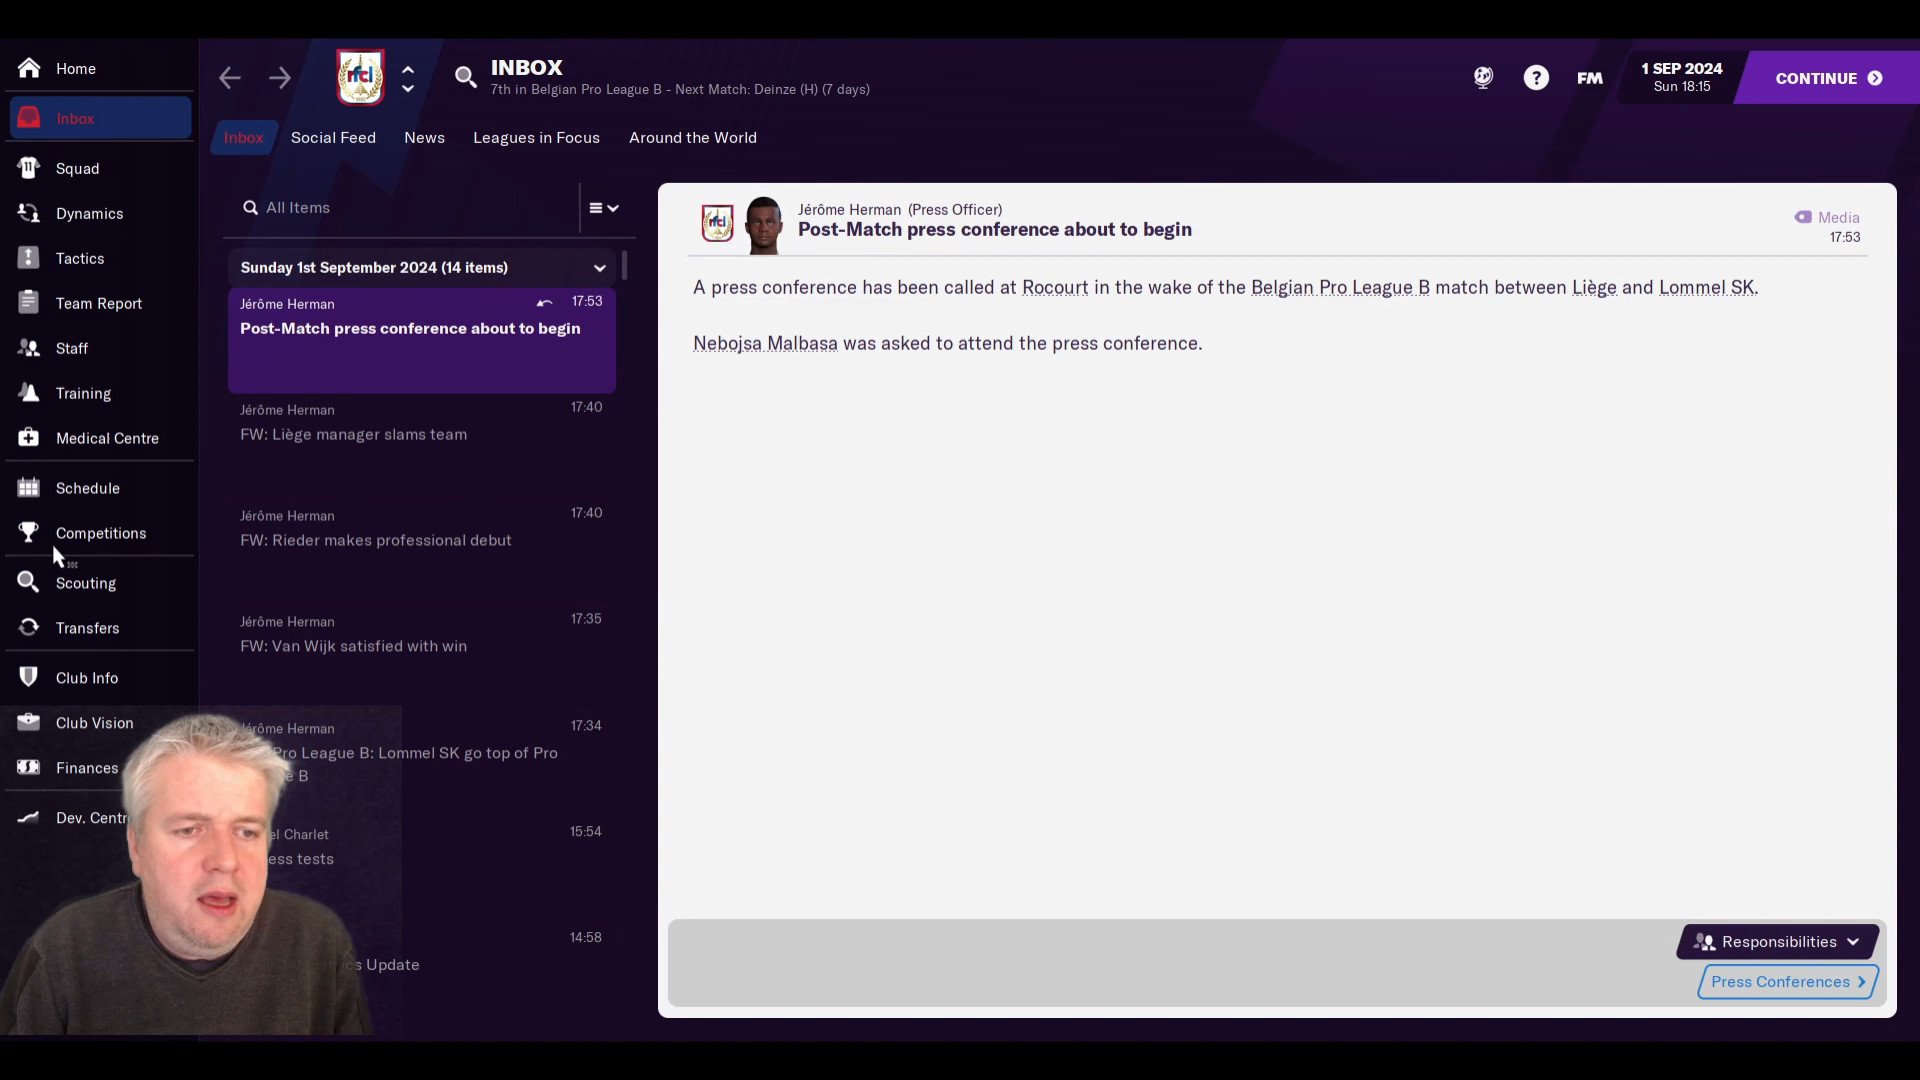 Home
Inbox
Squad
Dynamics
Tactics
Team Report
Staff
Training
Medical Centre
Schedule
Competitions
Scouting
Transfers
Club Info
Club Vision
Finances
Dev. Centr
rfcl
INBOX
7th in Belgian Pro League B - Next Match: Deinze (H) (7 days)
FM
1 SEP 2024
Sun 18:15
CONTINUE
Inbox
Social Feed
News
Leagues in Focus
Around the World
All Items
Sunday 1st September 2024 (14 items)
Jérôme Herman 17:53
Post-Match press conference about to begin
Jérôme Herman 17:40
FW: Liège manager slams team
Jérôme Herman 17:40
FW: Rieder makes professional debut
Jérôme Herman 17:35
FW: Van Wijk satisfied with win
Jérôme Herman 17:34
Pro League B: Lommel SK go top of Pro
e B
el Charlet 15:54
ess tests
14:58
cs Update
Jérôme Herman (Press Officer)
Post-Match press conference about to begin
Media
17:53
A press conference has been called at Rocourt in the wake of the Belgian Pro League B match between Liège and Lommel SK.
Nebojsa Malbasa was asked to attend the press conference.
Responsibilities
Press Conferences